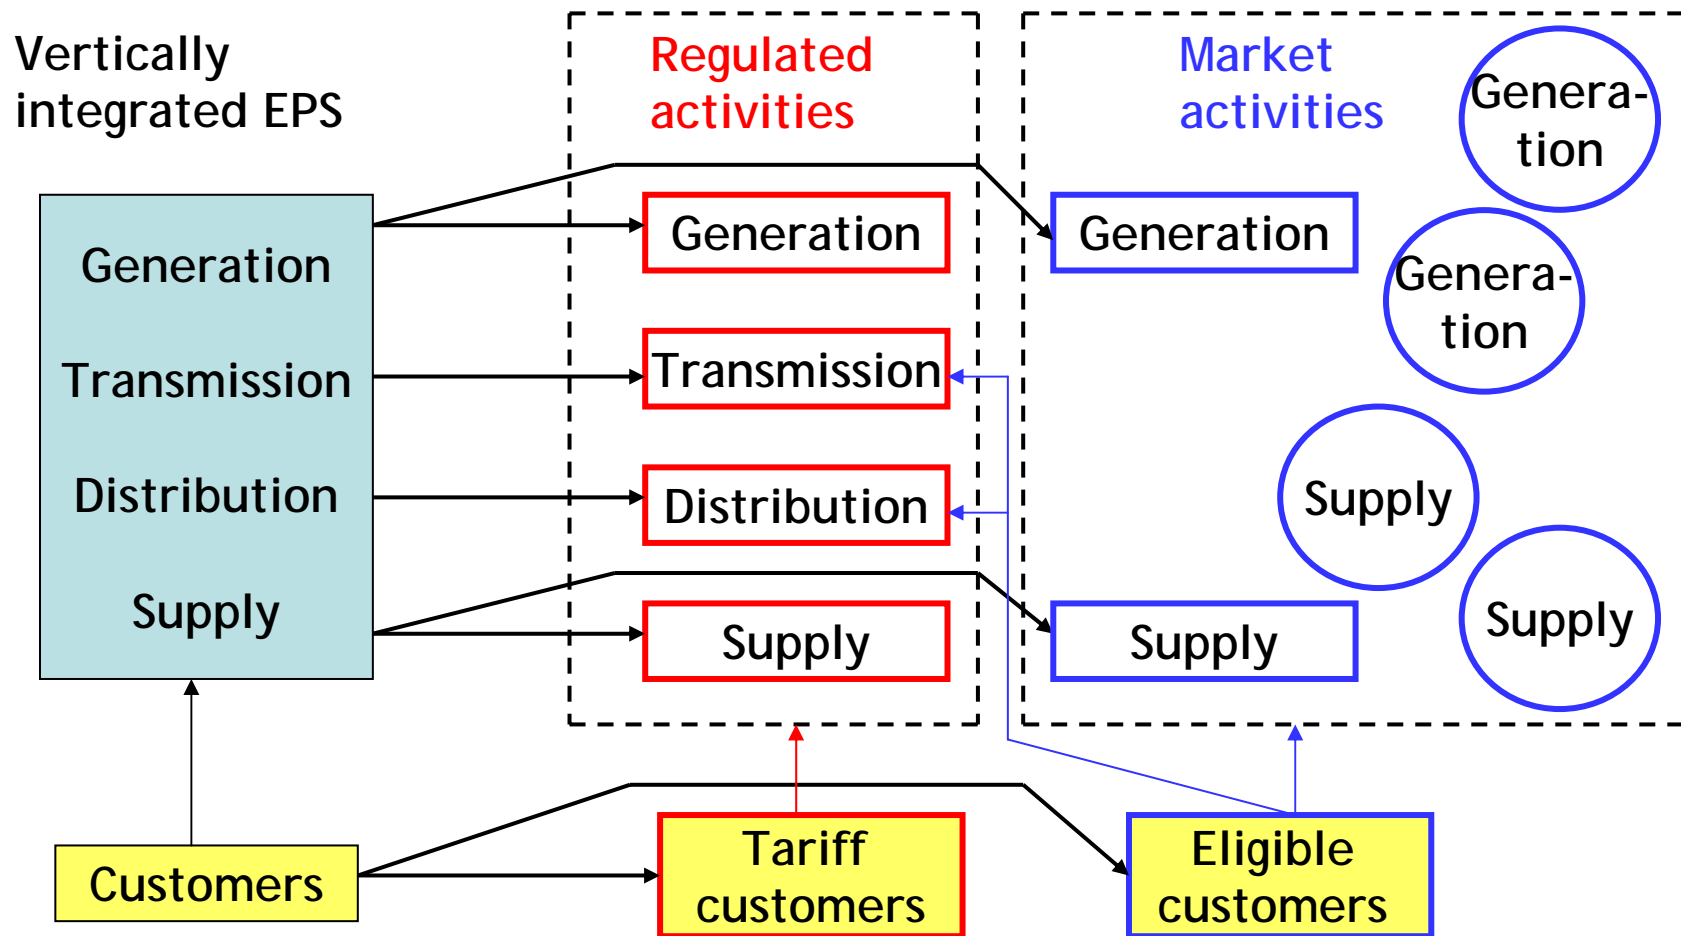 Vertically
integrated EPS
Generation
Transmission
Distribution
Supply
Customers
Regulated
activities
Generation
Transmission
Distribution
Supply
Tariff
customers
Market
activities
Generation
Supply
Genera-
tion
Genera-
tion
Supply
Supply
Eligible
customers